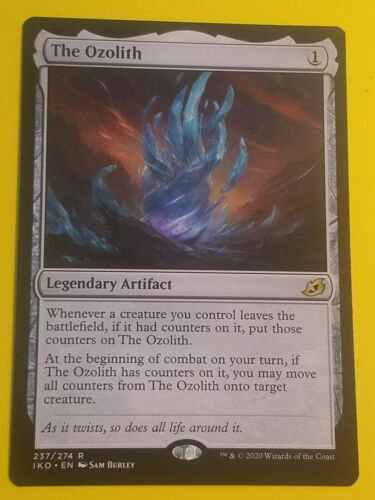 The Ozolith 1
Legendary Artifact
Whenever a creature you control leaves the
battlefield, if it had counters on it, put those
counters on The Ozolith.
At the beginning of combat on your turn, if
The Ozolith has counters on it, you may move
all counters from The Ozolith onto target
creature.
As it twists, so does all life around it.
237/274 R
IKO • EN Sam Burley
™ & © 2020 Wizards of the Coast